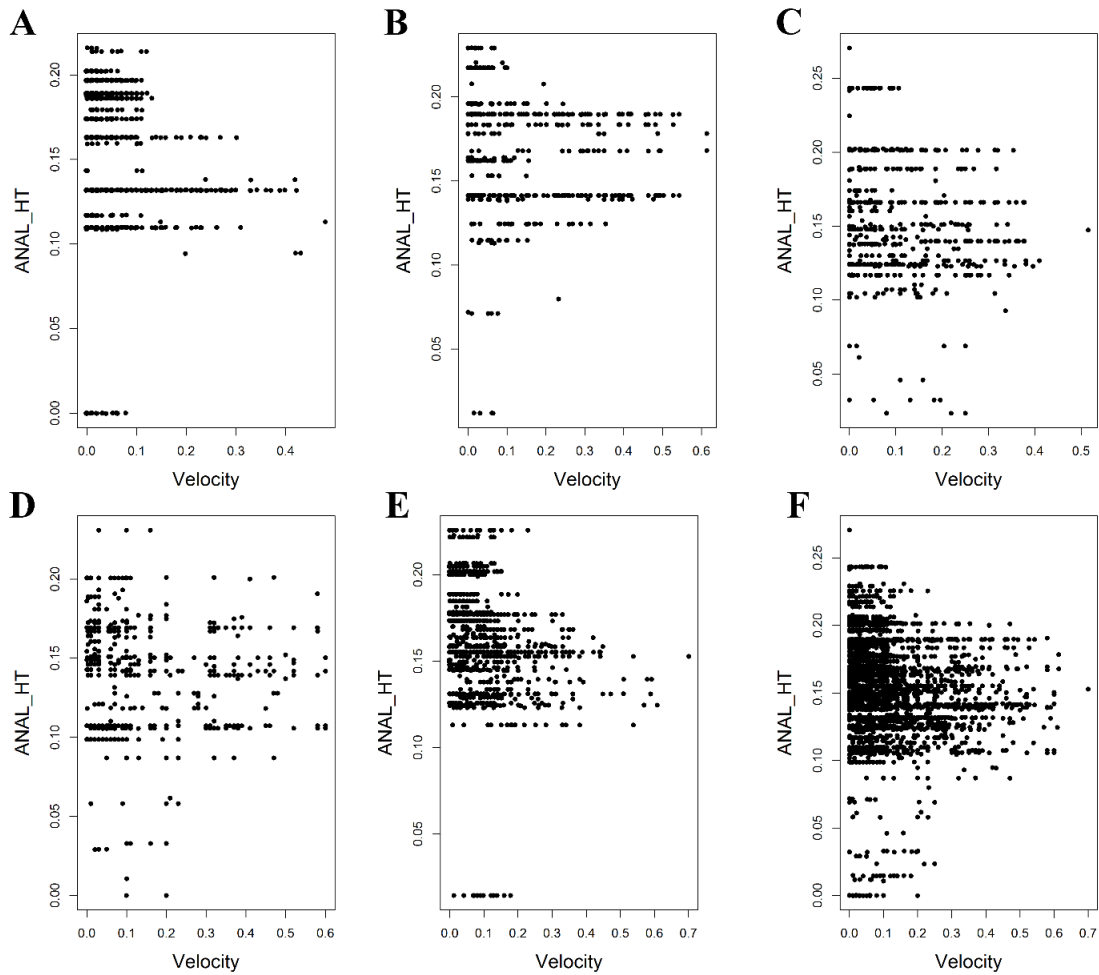 A
ANAL_HT
0.00 0.05 0.10 0.15 0.20
0.0 0.1 0.2 0.3 0.4
Velocity
B
ANAL_HT
0.05 0.10 0.15 0.20
0.0 0.1 0.2 0.3 0.4 0.5 0.6
Velocity
C
ANAL_HT
0.05 0.10 0.15 0.20 0.25
0.0 0.1 0.2 0.3 0.4 0.5
Velocity
D
ANAL_HT
0.00 0.05 0.10 0.15 0.20
0.0 0.1 0.2 0.3 0.4 0.5 0.6
Velocity
E
ANAL_HT
0.05 0.10 0.15 0.20
0.0 0.1 0.2 0.3 0.4 0.5 0.6 0.7
Velocity
F
ANAL_HT
0.00 0.05 0.10 0.15 0.20 0.25
0.0 0.1 0.2 0.3 0.4 0.5 0.6 0.7
Velocity